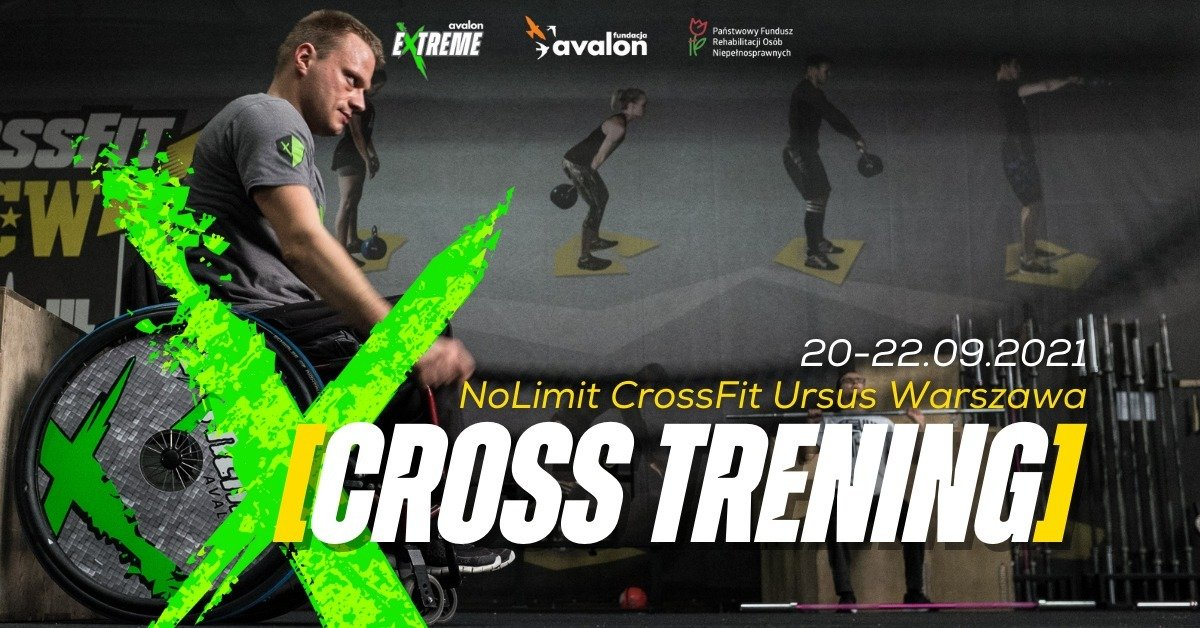 avalon
EXTREME
fundacja
avalon
Państwowy Fundusz
Rehabilitacji Osób
Niepełnosprawnych
20-22.09.2021
NoLimit CrossFit Ursus Warszawa
[CROSS TRENING]